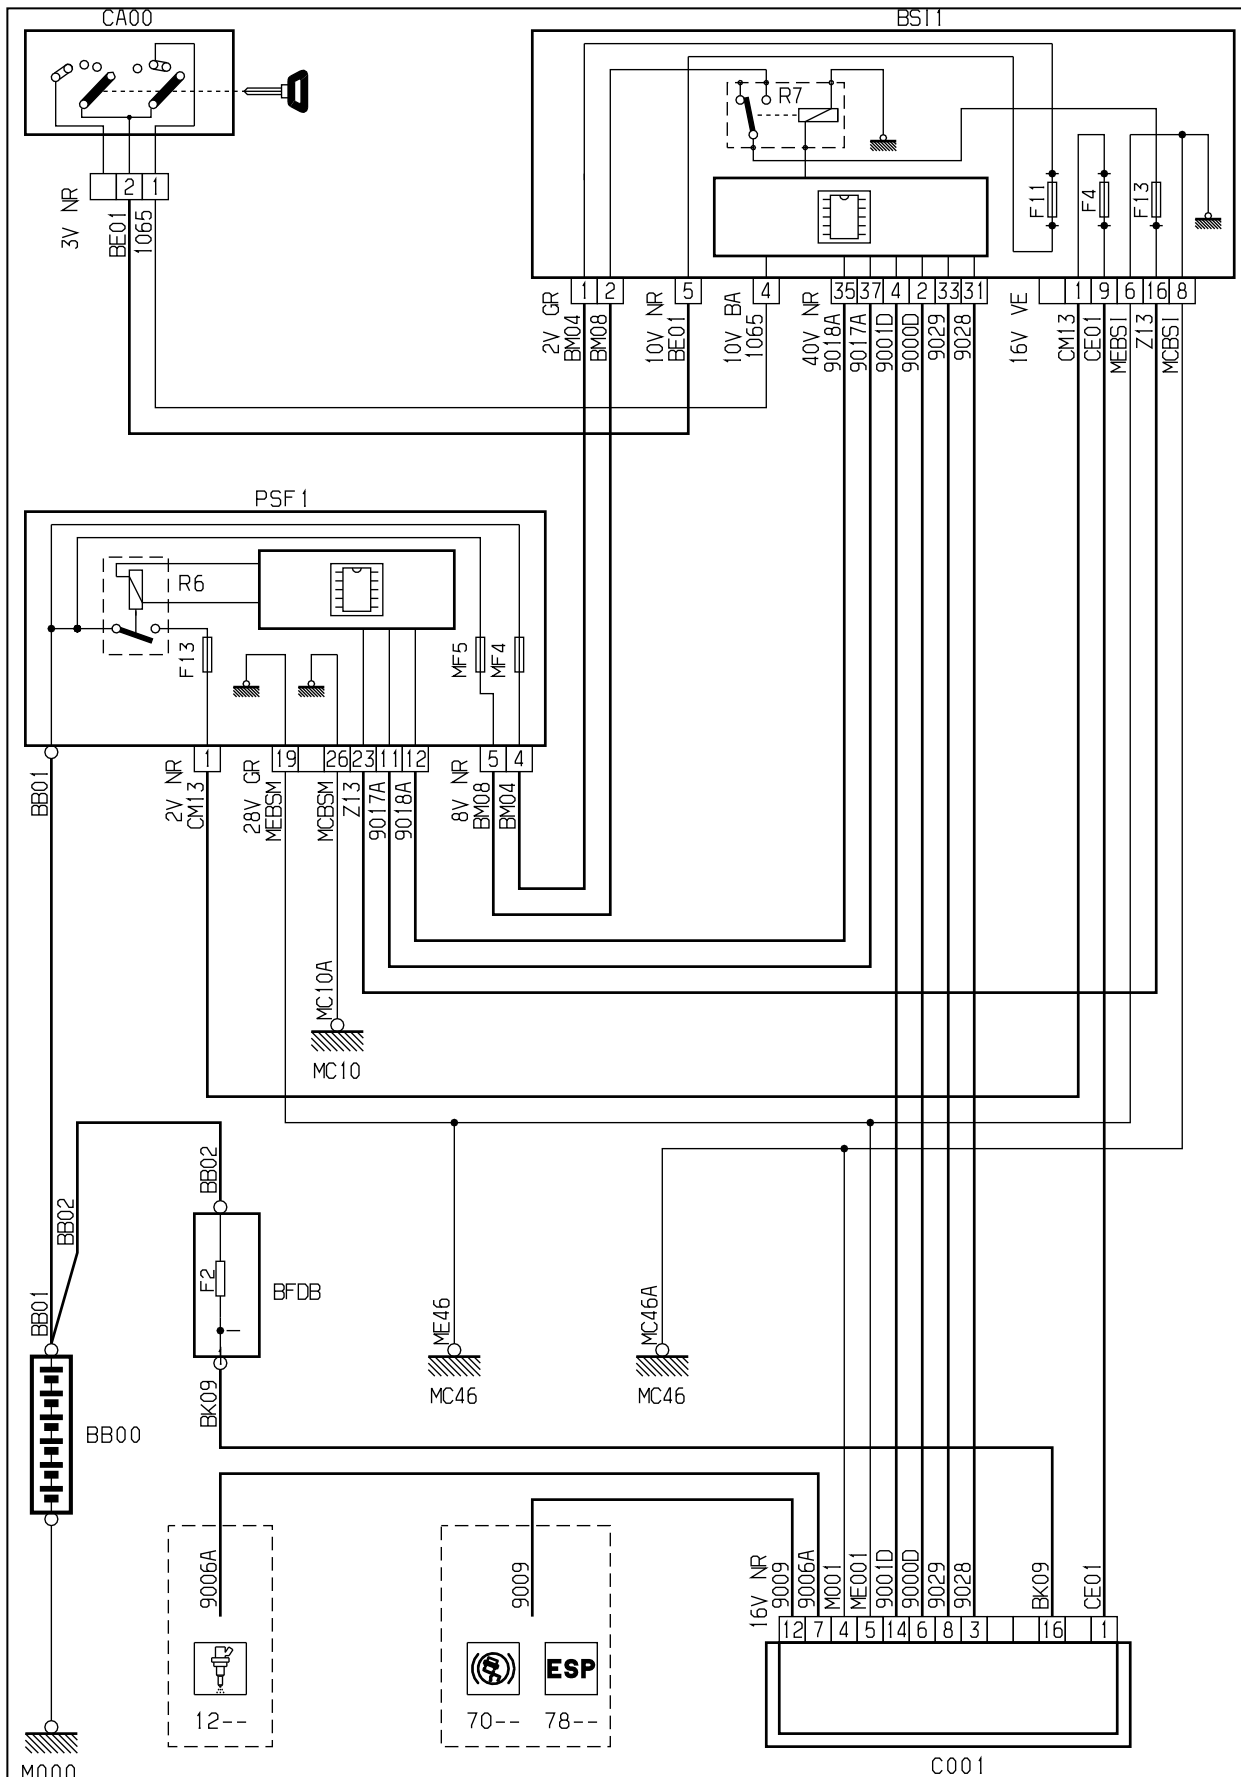 CA00
BSI1
R7
F11
F4
F13
2
1
3V NR
BE01
1065
1
2
5
4
35
37
4
2
33
31
1
9
6
16
8
2V GR
BM04
BM08
10V NR
BE01
10V BA
1065
40V NR
9018A
9017A
9001D
9000D
9029
9028
16V VE
CM13
CE01
MEBSI
Z13
MCBSI
PSF1
R6
F13
MF5
MF4
1
19
26
23
11
12
5
4
BB01
2V NR
CM13
28V GR
MEBSM
MCBSM
Z13
9017A
9018A
8V NR
BM08
BM04
MC10A
MC10
BB02
BB02
F2
BFDB
BB01
ME46
MC46A
MC46
MC46
BK09
BB00
9006A
9009
16V NR
9009
9006A
M001
ME001
9001D
9000D
9029
9028
BK09
CE01
12
7
4
5
14
6
8
3
16
1
ESP
12--
70--
78--
M000
C001